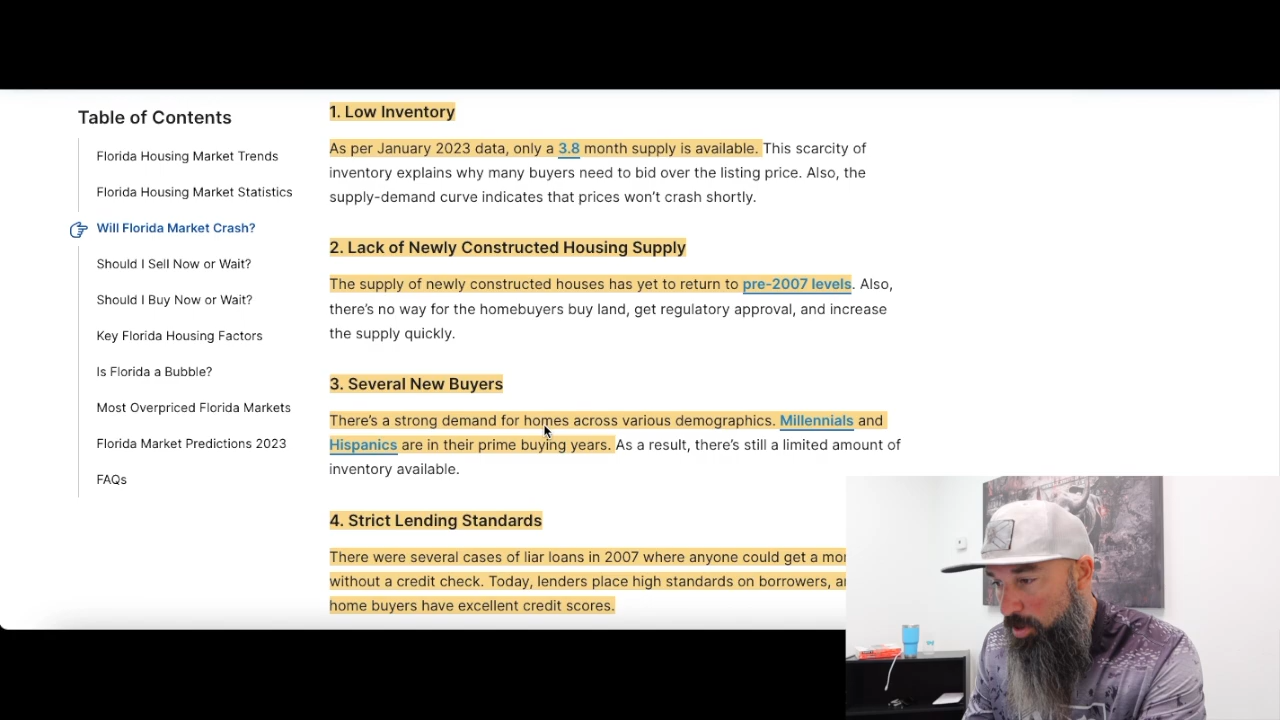 Table of Contents
Florida Housing Market Trends
Florida Housing Market Statistics
Will Florida Market Crash?
Should I Sell Now or Wait?
Should I Buy Now or Wait?
Key Florida Housing Factors
Is Florida a Bubble?
Most Overpriced Florida Markets
Florida Market Predictions 2023
FAQs
1. Low Inventory
As per January 2023 data, only a 3.8 month supply is available. This scarcity of
inventory explains why many buyers need to bid over the listing price. Also, the
supply-demand curve indicates that prices won’t crash shortly.
2. Lack of Newly Constructed Housing Supply
The supply of newly constructed houses has yet to return to pre-2007 levels. Also,
there’s no way for the homebuyers buy land, get regulatory approval, and increase
the supply quickly.
3. Several New Buyers
There’s a strong demand for homes across various demographics. Millennials and
Hispanics are in their prime buying years. As a result, there’s still a limited amount of
inventory available.
4. Strict Lending Standards
There were several cases of liar loans in 2007 where anyone could get a
without a credit check. Today, lenders place high standards on borrowers,
home buyers have excellent credit scores.